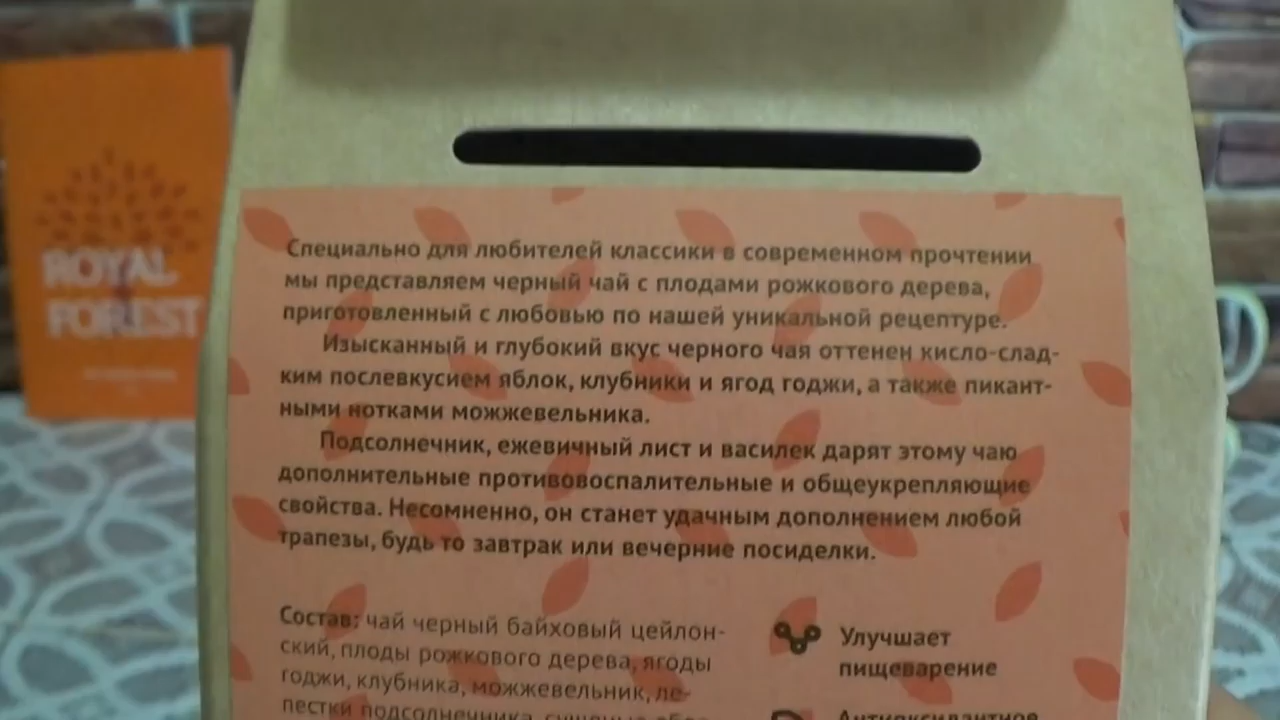 ROYAL
FOREST
Специально для любителей классики в современном прочтении
мы представляем черный чай с плодами рожкового дерева,
приготовленный с любовью по нашей уникальной рецептуре.
Изысканный и глубокий вкус черного чая оттенен кисло-слад-
ким послевкусием яблок, клубники и ягод годжи, а также пикант-
ными нотками можжевельника.
Подсолнечник, ежевичный лист и василек дарят этому чаю
дополнительные противовоспалительные и общеукрепляющие
свойства. Несомненно, он станет удачным дополнением любой
трапезы, будь то завтрак или вечерние посиделки.
Состав: чай черный байховый цейлон-
ский, плоды рожкового дерева, ягоды
годжи, клубника, можжевельник, ле-
пестки подсолнечника, сушеные
Улучшает
пищеварение
Антиоксидантное